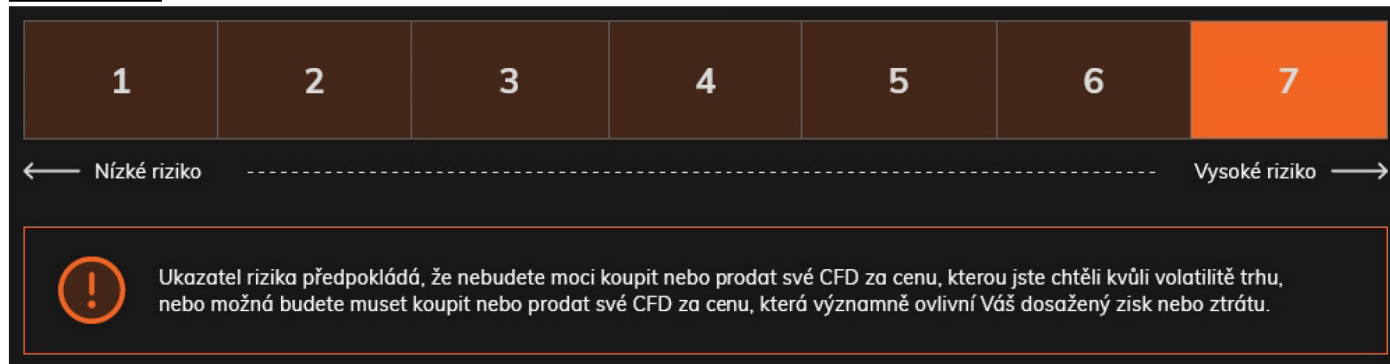 1 2 3 4 5 6 7
Nízké riziko Vysoké riziko
Ukazatel rizika předpokládá, že nebudete moci koupit nebo prodat své CFD za cenu, kterou jste chtěli kvůli volatilitě trhu,
nebo možná budete muset koupit nebo prodat své CFD za cenu, která významně ovlivní Váš dosažený zisk nebo ztrátu.